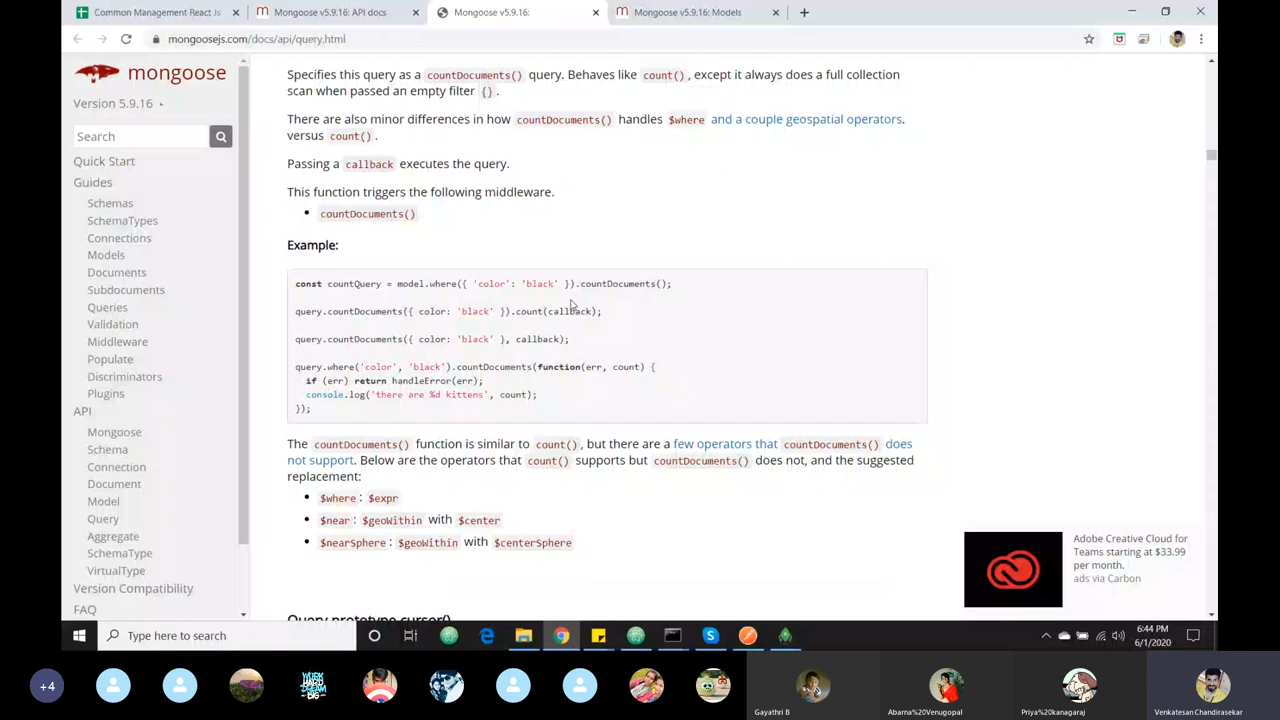 Common Management React Js
Mongoose v5.9.16: API docs
Mongoose v5.9.16:
Mongoose v5.9.16: Models
mongoosejs.com/docs/api/query.html
mongoose
Version 5.9.16
Search
Quick Start
Guides
Schemas
SchemaTypes
Connections
Models
Documents
Subdocuments
Queries
Validation
Middleware
Populate
Discriminators
Plugins
API
Mongoose
Schema
Connection
Document
Model
Query
Aggregate
SchemaType
VirtualType
Version Compatibility
FAQ
Specifies this query as a countDocuments() query. Behaves like count(), except it always does a full collection
scan when passed an empty filter {}.
There are also minor differences in how countDocuments() handles $where and a couple geospatial operators.
versus count().
Passing a callback executes the query.
This function triggers the following middleware.
• countDocuments()
Example:
const countQuery = model.where({ 'color': 'black' }).countDocuments();
query.countDocuments({ color: 'black' }).count(callback);
query.countDocuments({ color: 'black' }, callback);
query.where('color', 'black').countDocuments(function(err, count) {
if (err) return handleError(err);
console.log('there are %d kittens', count);
});
The countDocuments() function is similar to count(), but there are a few operators that countDocuments() does
not support. Below are the operators that count() supports but countDocuments() does not, and the suggested
replacement:
• $where: $expr
• $near: $geoWithin with $center
• $nearSphere: $geoWithin with $centerSphere
Query.prototype.cursor()
Adobe Creative Cloud for
Teams starting at $33.99
per month.
ads via Carbon
Type here to search
6:44 PM
6/1/2020
+4
Gayathri B
Abarna%20Venugopal
Priya%20kanagaraj
Venkatesan Chandirasekar